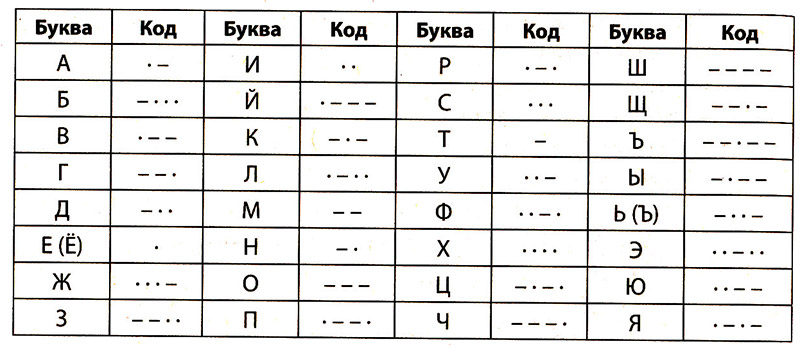 Буква Код Буква Код Буква Код Буква Код
А · – И · · Р · – · Ш – – – –
Б – · · · Й · – – – С · · · Щ – – · –
В · – – К – · – Т – Ъ – – · – –
Г – – · Л · – · · У · · – Ы – · – –
Д – · · М – – Ф · · – · Ь (Ъ) – · · –
Е (Ё) · Н – · Х · · · · Э · · – · ·
Ж · · · – О – – – Ц – · – · Ю · · – –
З – – · · П · – – · Ч – – – · Я · – · –